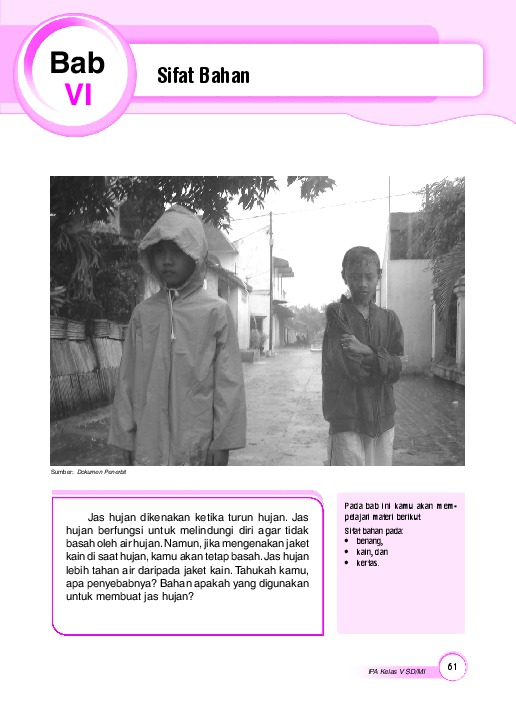 Bab
VI
Sifat Bahan
Sumber: Dokumen Penerbit
Jas hujan dikenakan ketika turun hujan. Jas
hujan berfungsi untuk melindungi diri agar tidak
basah oleh air hujan. Namun, jika mengenakan jaket
kain di saat hujan, kamu akan tetap basah. Jas hujan
lebih tahan air daripada jaket kain. Tahukah kamu,
apa penyebabnya? Bahan apakah yang digunakan
untuk membuat jas hujan?
Pada bab ini kamu akan mem-
pelajari materi berikut
Sifat bahan pada:
• benang,
• kain, dan
• kertas.
IPA Kelas V SD/MI
61